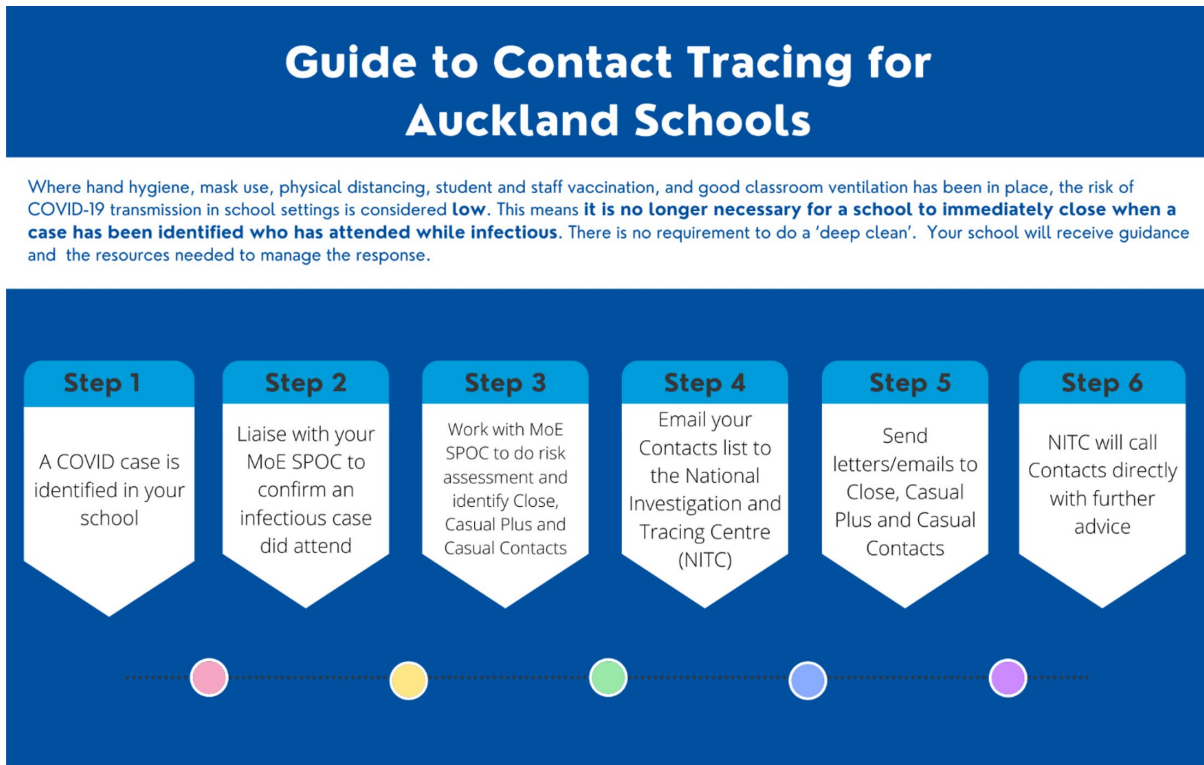 Guide to Contact Tracing for
Auckland Schools
Where hand hygiene, mask use, physical distancing, student and staff vaccination, and good classroom ventilation has been in place, the risk of
COVID-19 transmission in school settings is considered low. This means it is no longer necessary for a school to immediately close when a
case has been identified who has attended while infectious. There is no requirement to do a ‘deep clean’. Your school will receive guidance
and the resources needed to manage the response.
Step 1
A COVID case is
identified in your
school
Step 2
Liaise with your
MoE SPOC to
confirm an
infectious case
did attend
Step 3
Work with MoE
SPOC to do risk
assessment and
identify Close,
Casual Plus and
Casual Contacts
Step 4
Email your
Contacts list to
the National
Investigation and
Tracing Centre
(NITC)
Step 5
Send
letters/emails to
Close, Casual
Plus and Casual
Contacts
Step 6
NITC will call
Contacts directly
with further
advice